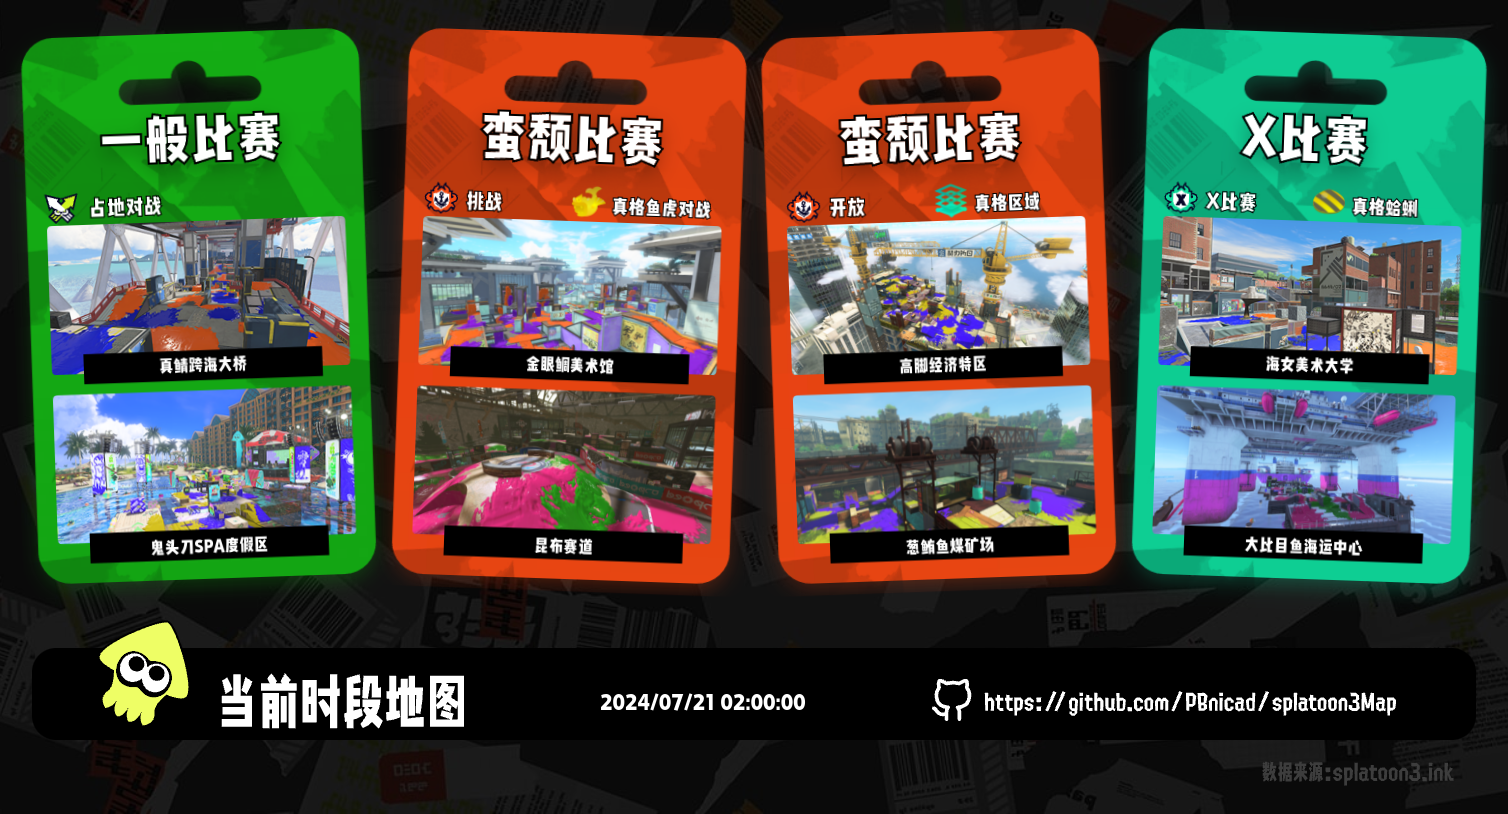 一般比赛
占地对战
真鲷跨海大桥
鬼头刀SPA度假区
蛮颓比赛
挑战
真格鱼虎对战
金眼鲷美术馆
昆布赛道
蛮颓比赛
开放
真格区域
高脚经济特区
葱鲔鱼煤矿场
X比赛
X比赛
真格蛤蜊
海女美术大学
大比目鱼海运中心
当前时段地图
2024/07/21 02:00:00
https://github.com/PBnicad/splatoon3Map
数据来源:splatoon3.ink